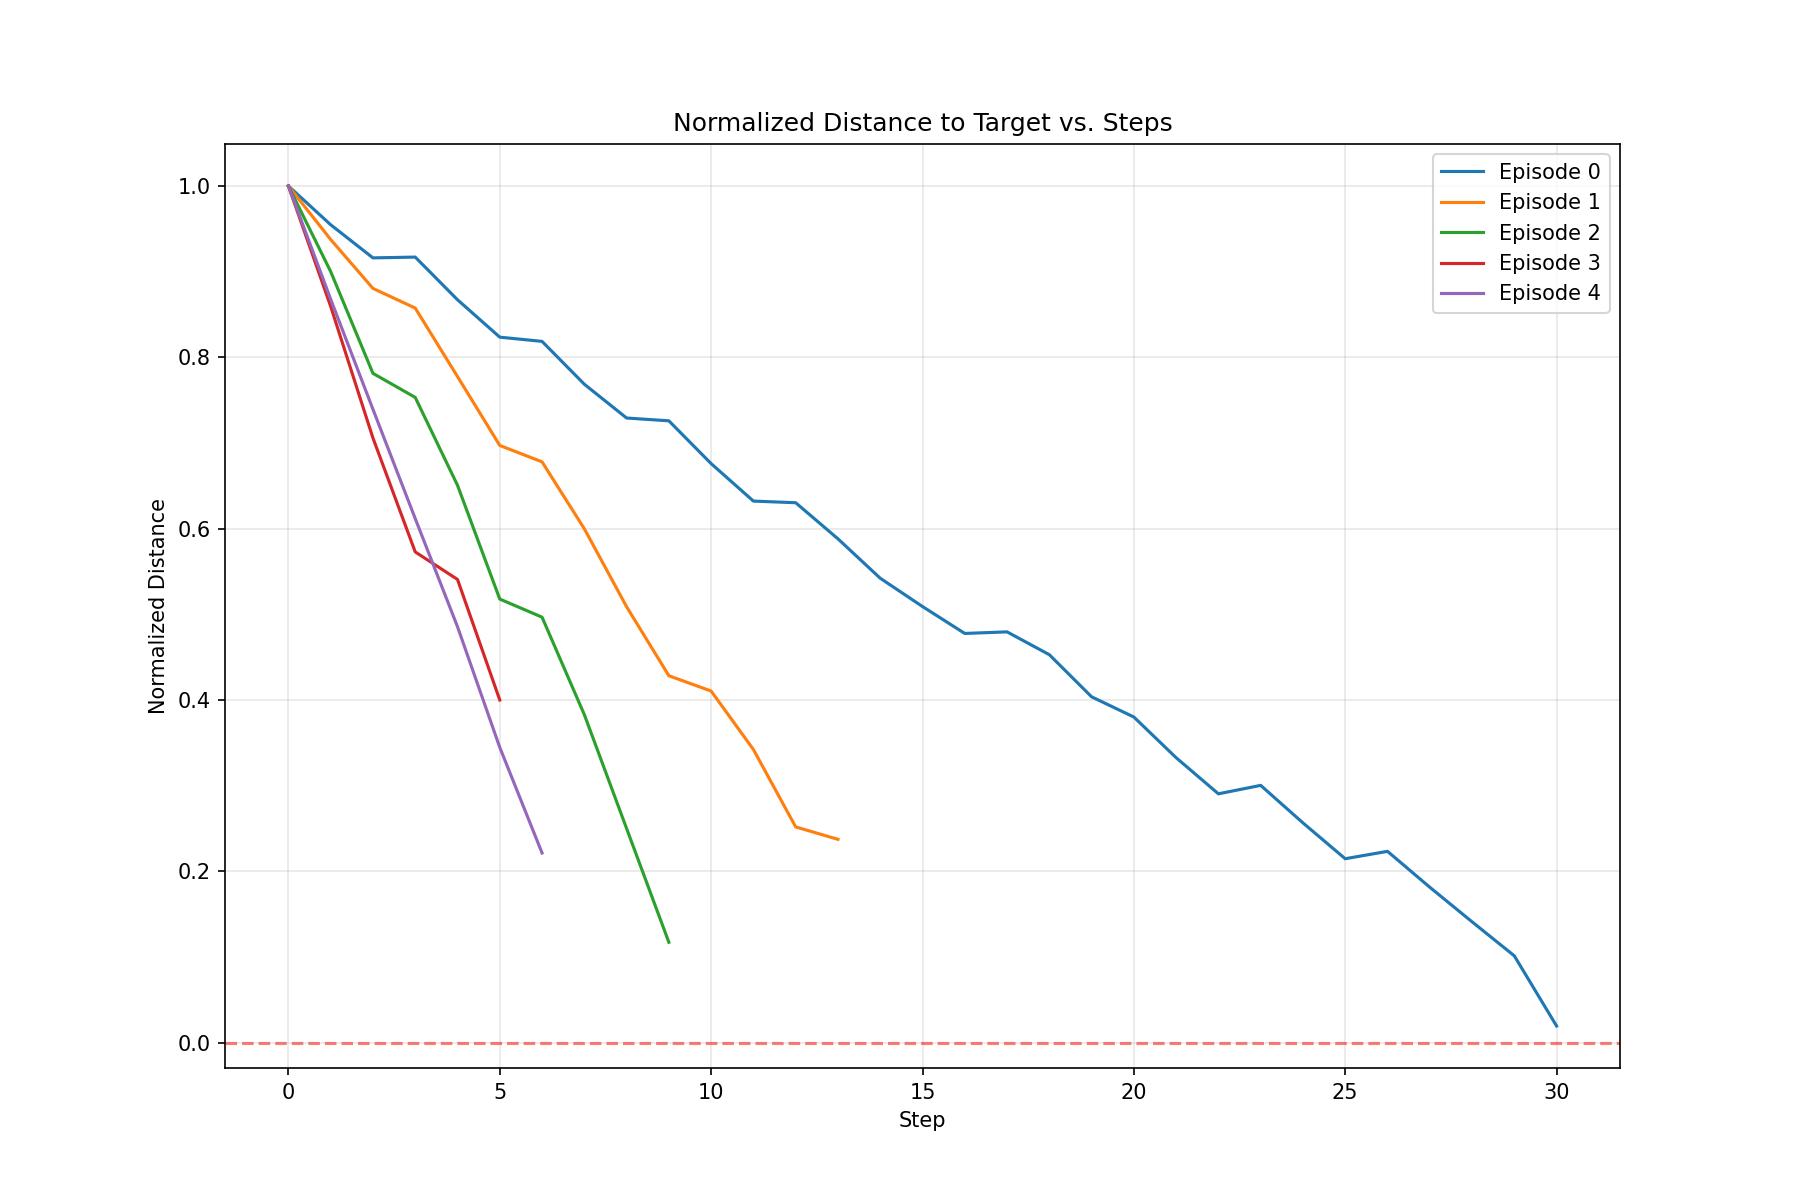 Normalized Distance to Target vs. Steps
Episode 0
Episode 1
Episode 2
Episode 3
Episode 4
Normalized Distance
1.0
0.8
0.6
0.4
0.2
0.0
0 5 10 15 20 25 30
Step